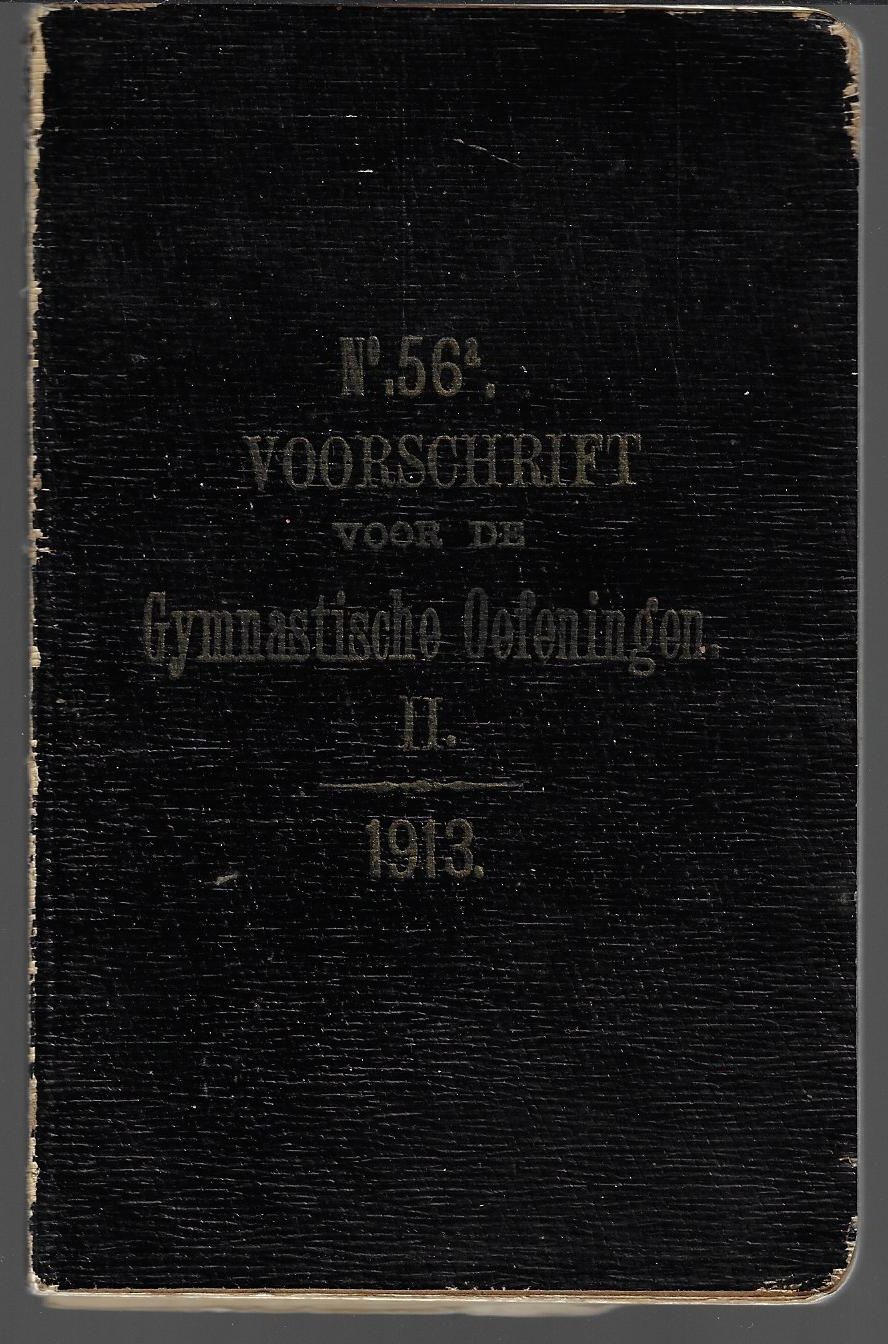 Nº. 56ª.
VOORSCHRIFT
VOOR DE
Gymnastische Oefeningen.
II.
1913.